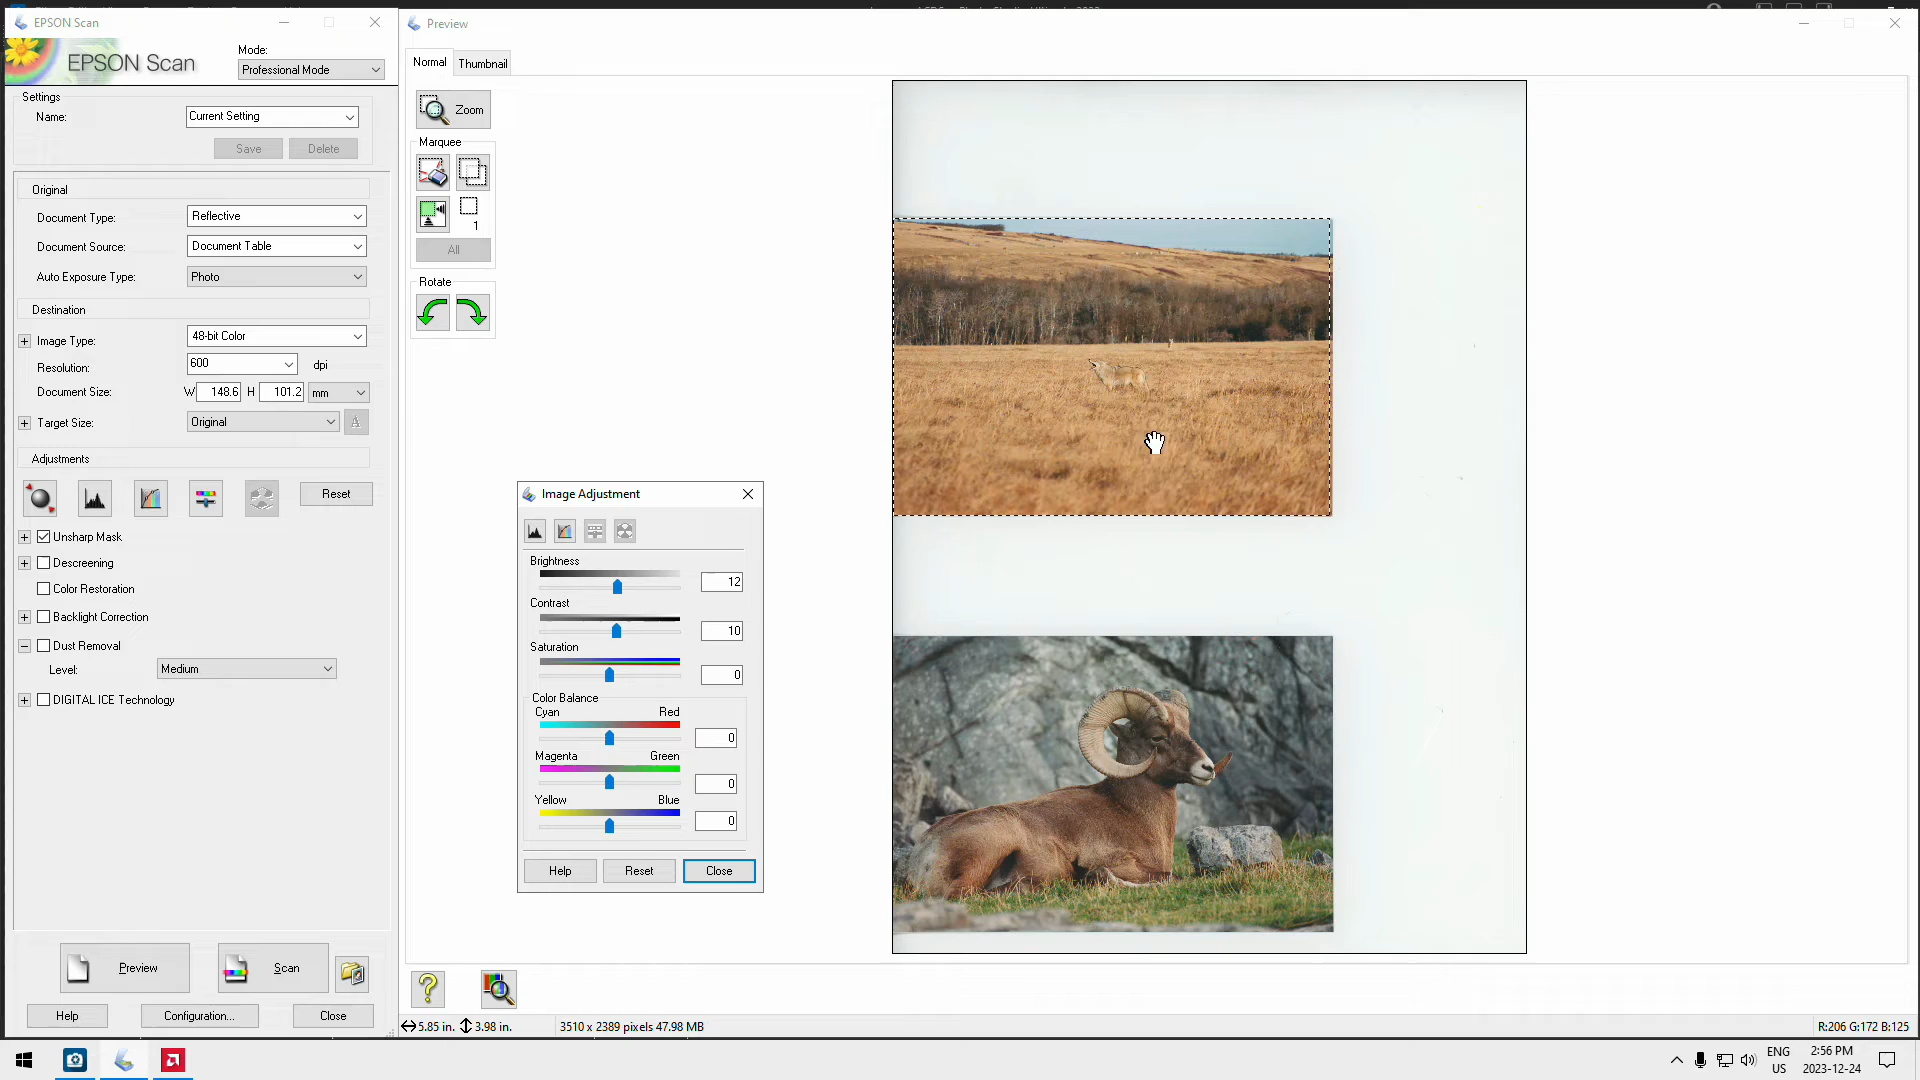 EPSON Scan
Preview
EPSON Scan
Mode:
Professional Mode
Settings
Name:
Current Setting
Save
Delete
Original
Document Type:
Reflective
Document Source:
Document Table
Auto Exposure Type:
Photo
Destination
Image Type:
48-bit Color
Resolution:
600
dpi
Document Size:
W
148.6
H
101.2
mm
Target Size:
Original
A
Adjustments
Reset
Unsharp Mask
Descreening
Color Restoration
Backlight Correction
Dust Removal
Level:
Medium
DIGITAL ICE Technology
Preview
Scan
Help
Configuration...
Close
Normal
Thumbnail
Zoom
Marquee
1
All
Rotate
Image Adjustment
Brightness
12
Contrast
10
Saturation
0
Color Balance
Cyan
Red
0
Magenta
Green
0
Yellow
Blue
0
Help
Reset
Close
5.85 in.
3.98 in.
3510 x 2389 pixels 47.98 MB
R:206 G:172 B:125
ENG
US
2:56 PM
2023-12-24